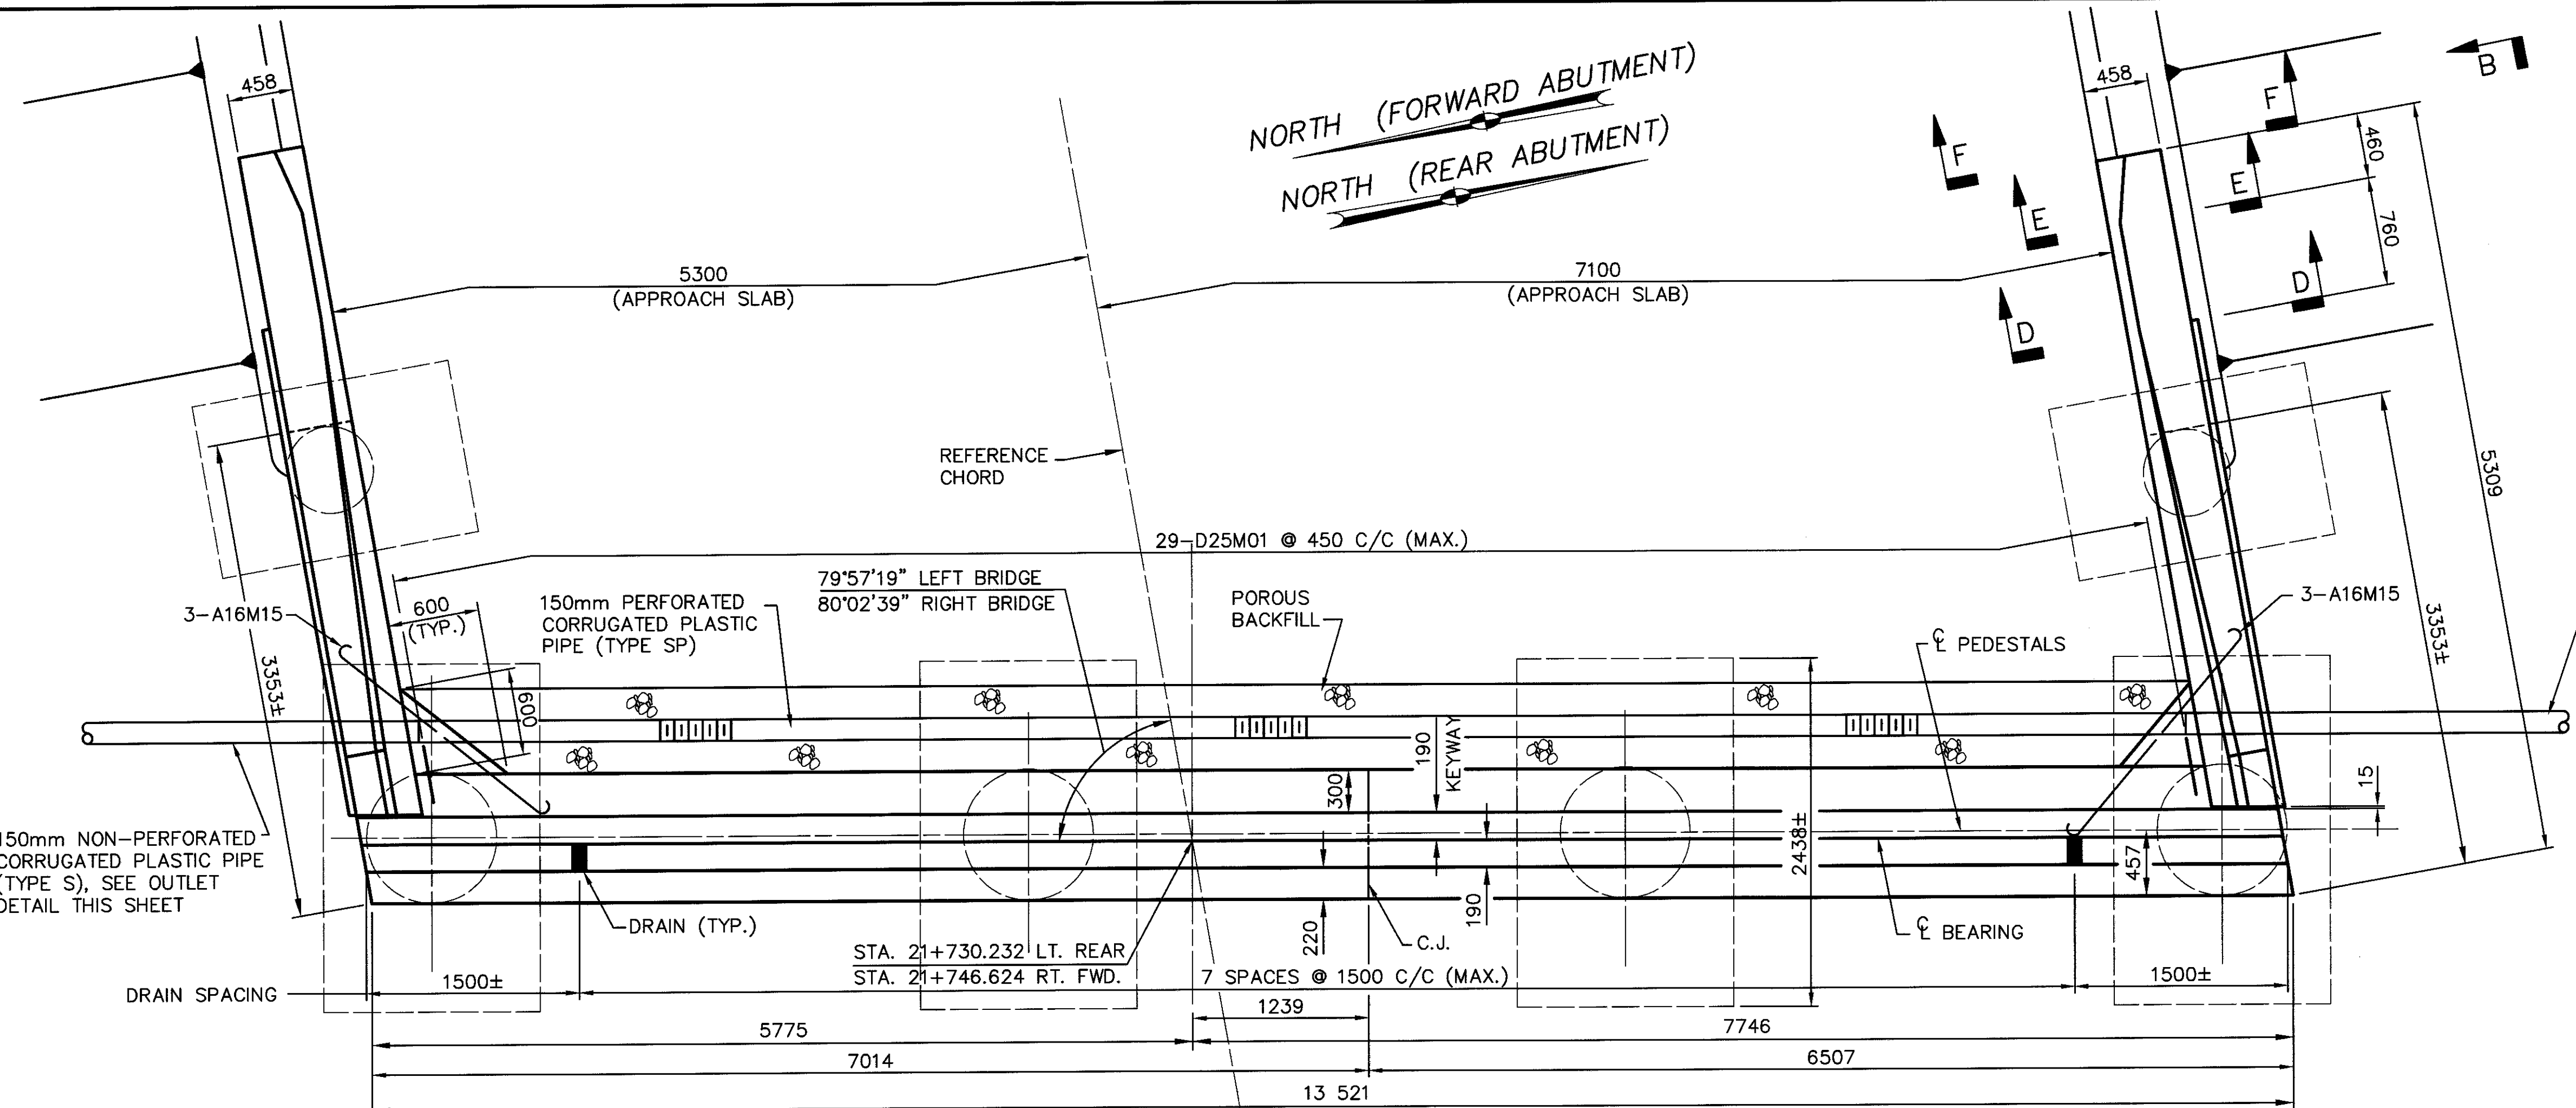 458
NORTH (FORWARD ABUTMENT)
NORTH (REAR ABUTMENT)
458
B
F
F
E
E
D
D
460
760
5309
5300
(APPROACH SLAB)
7100
(APPROACH SLAB)
REFERENCE
CHORD
29-D25M01 @ 450 C/C (MAX.)
79°57'19" LEFT BRIDGE
80°02'39" RIGHT BRIDGE
150mm PERFORATED
CORRUGATED PLASTIC
PIPE (TYPE SP)
POROUS
BACKFILL
3-A16M15
3-A16M15
600
(TYP.)
600
3353±
3353±
℄ PEDESTALS
190
KEYWAY
300
15
2438±
457
150mm NON-PERFORATED
CORRUGATED PLASTIC PIPE
(TYPE S), SEE OUTLET
DETAIL THIS SHEET
DRAIN (TYP.)
190
220
C.J.
℄ BEARING
STA. 21+730.232 LT. REAR
STA. 21+746.624 RT. FWD.
DRAIN SPACING
1500±
7 SPACES @ 1500 C/C (MAX.)
1500±
1239
5775
7746
7014
6507
13 521